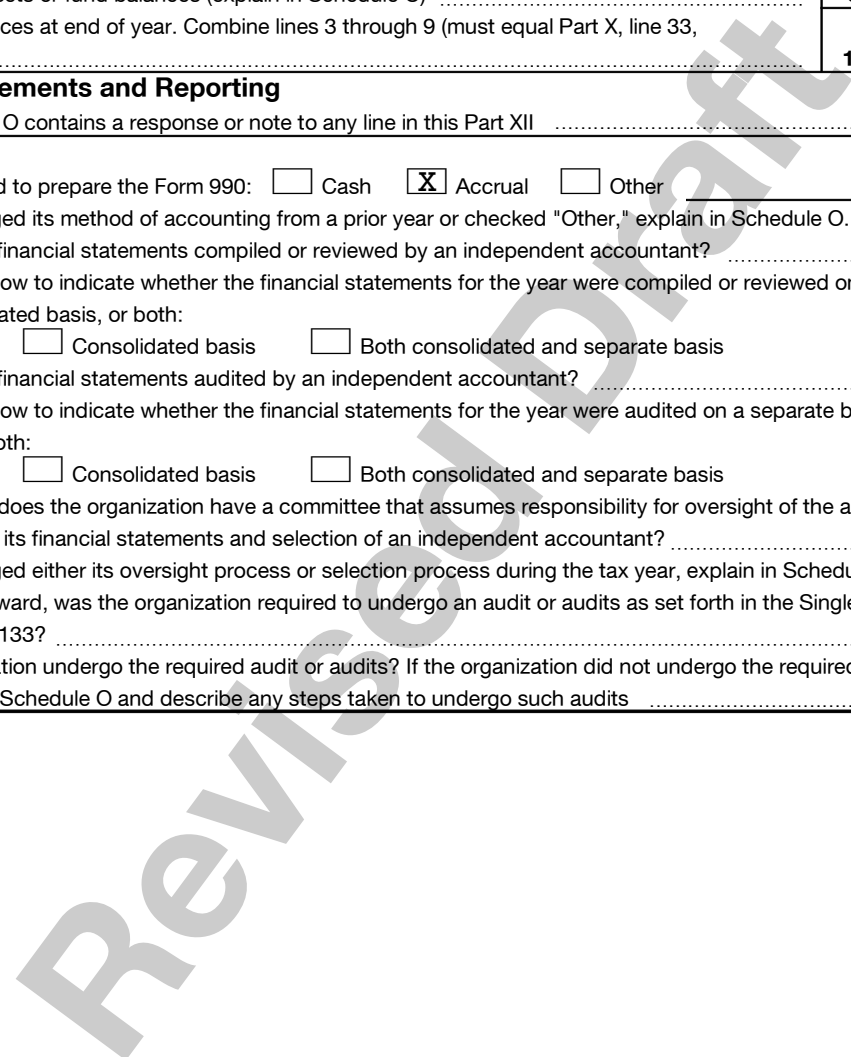 ces at end of year. Combine lines 3 through 9 (must equal Part X, line 33,
1
ements and Reporting
O contains a response or note to any line in this Part XII
d to prepare the Form 990: Cash X Accrual Other
ged its method of accounting from a prior year or checked "Other," explain in Schedule O.
financial statements compiled or reviewed by an independent accountant?
ow to indicate whether the financial statements for the year were compiled or reviewed or
ated basis, or both:
Consolidated basis Both consolidated and separate basis
financial statements audited by an independent accountant?
ow to indicate whether the financial statements for the year were audited on a separate b
oth:
Consolidated basis Both consolidated and separate basis
does the organization have a committee that assumes responsibility for oversight of the a
its financial statements and selection of an independent accountant?
ged either its oversight process or selection process during the tax year, explain in Schedu
ward, was the organization required to undergo an audit or audits as set forth in the Single
133?
ation undergo the required audit or audits? If the organization did not undergo the required
Schedule O and describe any steps taken to undergo such audits
Revised Draft